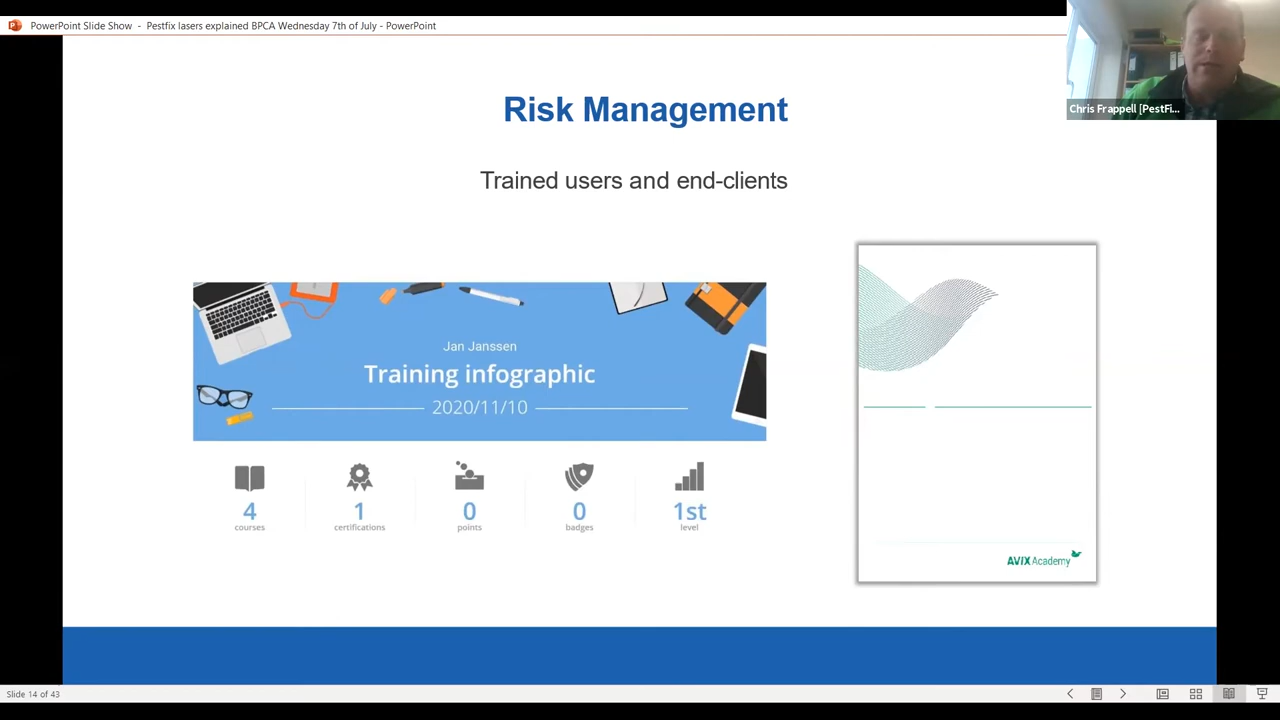 PowerPoint Slide Show - Pestfix lasers explained BPCA Wednesday 7th of July - PowerPoint
Chris Frappell [PestFi...
Risk Management
Trained users and end-clients
Jan Janssen
Training infographic
2020/11/10
4
courses
1
certifications
0
points
0
badges
1st
level
AVIX Academy
Slide 14 of 43